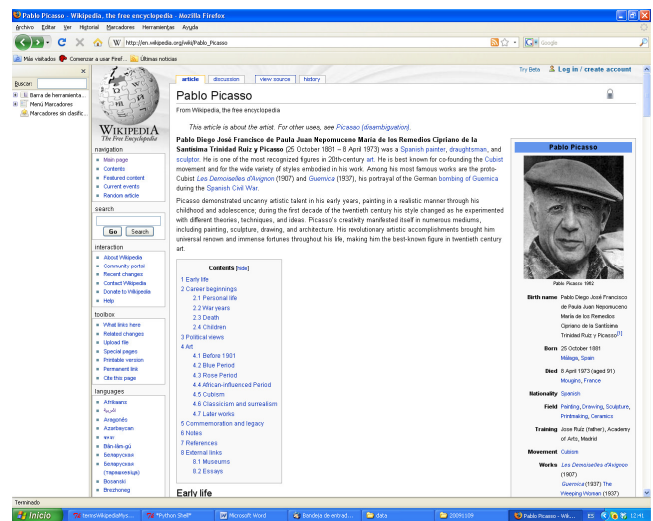 Pablo Picasso - Wikipedia, the free encyclopedia - Mozilla Firefox
Archivo Editar Ver Historial Marcadores Herramientas Ayuda
http://en.wikipedia.org/wiki/Pablo_Picasso
Google
Más visitados Comenzar a usar Firef... Últimas noticias
Try Beta Log in / create account
Buscar:
Barra de herramienta...
Menú Marcadores
Marcadores sin clasific...
WIKIPEDIA
The Free Encyclopedia
navigation
Main page
Contents
Featured content
Current events
Random article
search
Go Search
interaction
About Wikipedia
Community portal
Recent changes
Contact Wikipedia
Donate to Wikipedia
Help
toolbox
What links here
Related changes
Upload file
Special pages
Printable version
Permanent link
Cite this page
languages
Afrikaans
العربية
Aragonés
Azərbaycan
Bân-lâm-gú
Беларуская
Беларуская
(тарашкевіца)
Bosanski
Brezhoneg
article discussion view source history
Pablo Picasso
From Wikipedia, the free encyclopedia
This article is about the artist. For other uses, see Picasso (disambiguation).
Pablo Diego José Francisco de Paula Juan Nepomuceno María de los Remedios Cipriano de la
Santísima Trinidad Ruiz y Picasso (25 October 1881 – 8 April 1973) was a Spanish painter, draughtsman, and
sculptor. He is one of the most recognized figures in 20th-century art. He is best known for co-founding the Cubist
movement and for the wide variety of styles embodied in his work. Among his most famous works are the proto-
Cubist Les Demoiselles d'Avignon (1907) and Guernica (1937), his portrayal of the German bombing of Guernica
during the Spanish Civil War.
Picasso demonstrated uncanny artistic talent in his early years, painting in a realistic manner through his
childhood and adolescence; during the first decade of the twentieth century his style changed as he experimented
with different theories, techniques, and ideas. Picasso's creativity manifested itself in numerous mediums,
including painting, sculpture, drawing, and architecture. His revolutionary artistic accomplishments brought him
universal renown and immense fortunes throughout his life, making him the best-known figure in twentieth century
art.
Contents [hide]
1 Early life
2 Career beginnings
2.1 Personal life
2.2 War years
2.3 Death
2.4 Children
3 Political views
4 Art
4.1 Before 1901
4.2 Blue Period
4.3 Rose Period
4.4 African-influenced Period
4.5 Cubism
4.6 Classicism and surrealism
4.7 Later works
5 Commemoration and legacy
6 Notes
7 References
8 External links
8.1 Museums
8.2 Essays
Early life
Pablo Picasso
Pablo Picasso 1962
Birth name Pablo Diego José Francisco
de Paula Juan Nepomuceno
María de los Remedios
Cipriano de la Santísima
Trinidad Ruiz y Picasso[1]
Born 25 October 1881
Málaga, Spain
Died 8 April 1973 (aged 91)
Mougins, France
Nationality Spanish
Field Painting, Drawing, Sculpture,
Printmaking, Ceramics
Training Jose Ruíz (father), Academy
of Arts, Madrid
Movement Cubism
Works Les Demoiselles d'Avignon
(1907)
Guernica (1937) The
Weeping Woman (1937)
Terminado
Inicio termsWikipediaMys... *Python Shell* Microsoft Word Bandeja de entrad... data 20091109 Pablo Picasso - Wik... ES 12:41